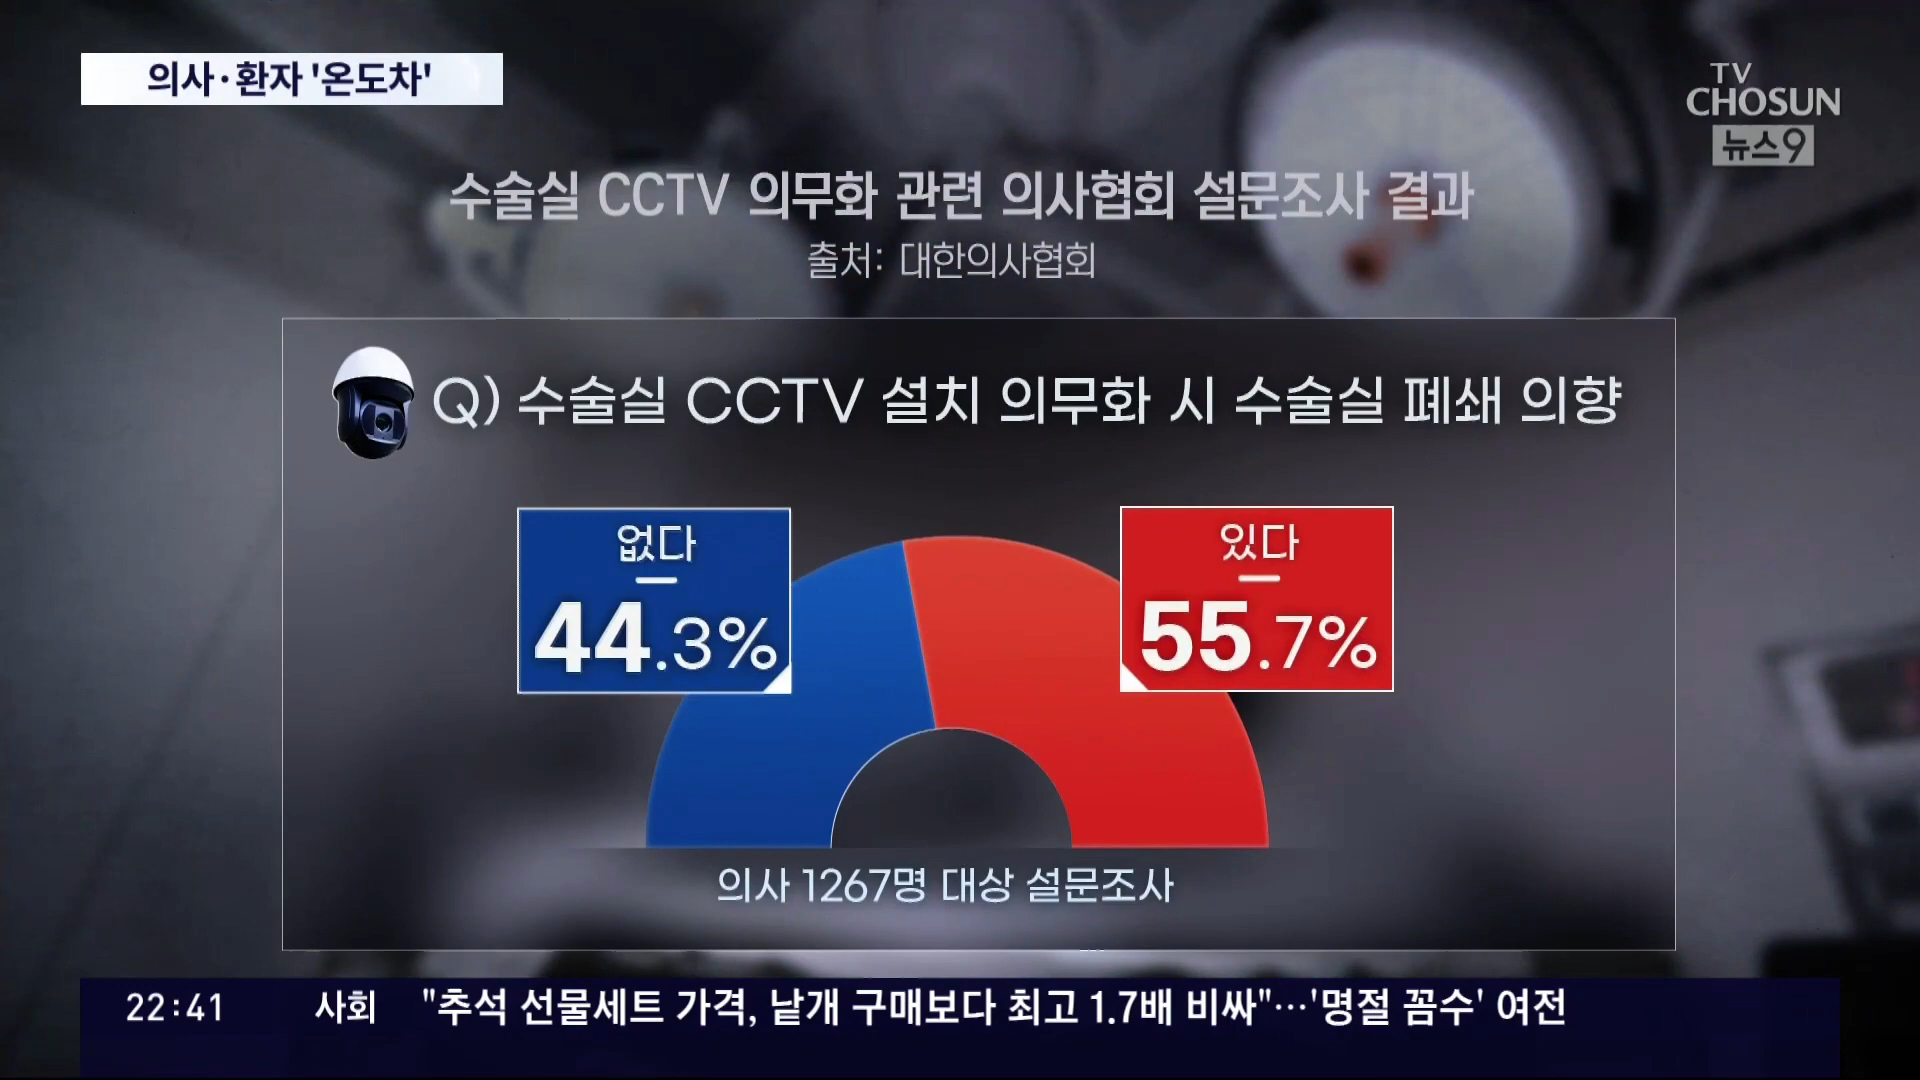 의사·환자 '온도차'
TV
CHOSUN
뉴스9
수술실 CCTV 의무화 관련 의사협회 설문조사 결과
출처: 대한의사협회
Q) 수술실 CCTV 설치 의무화 시 수술실 폐쇄 의향
없다
44.3%
있다
55.7%
의사 1267명 대상 설문조사
22:41 사회 "추석 선물세트 가격, 낱개 구매보다 최고 1.7배 비싸"…'명절 꼼수' 여전